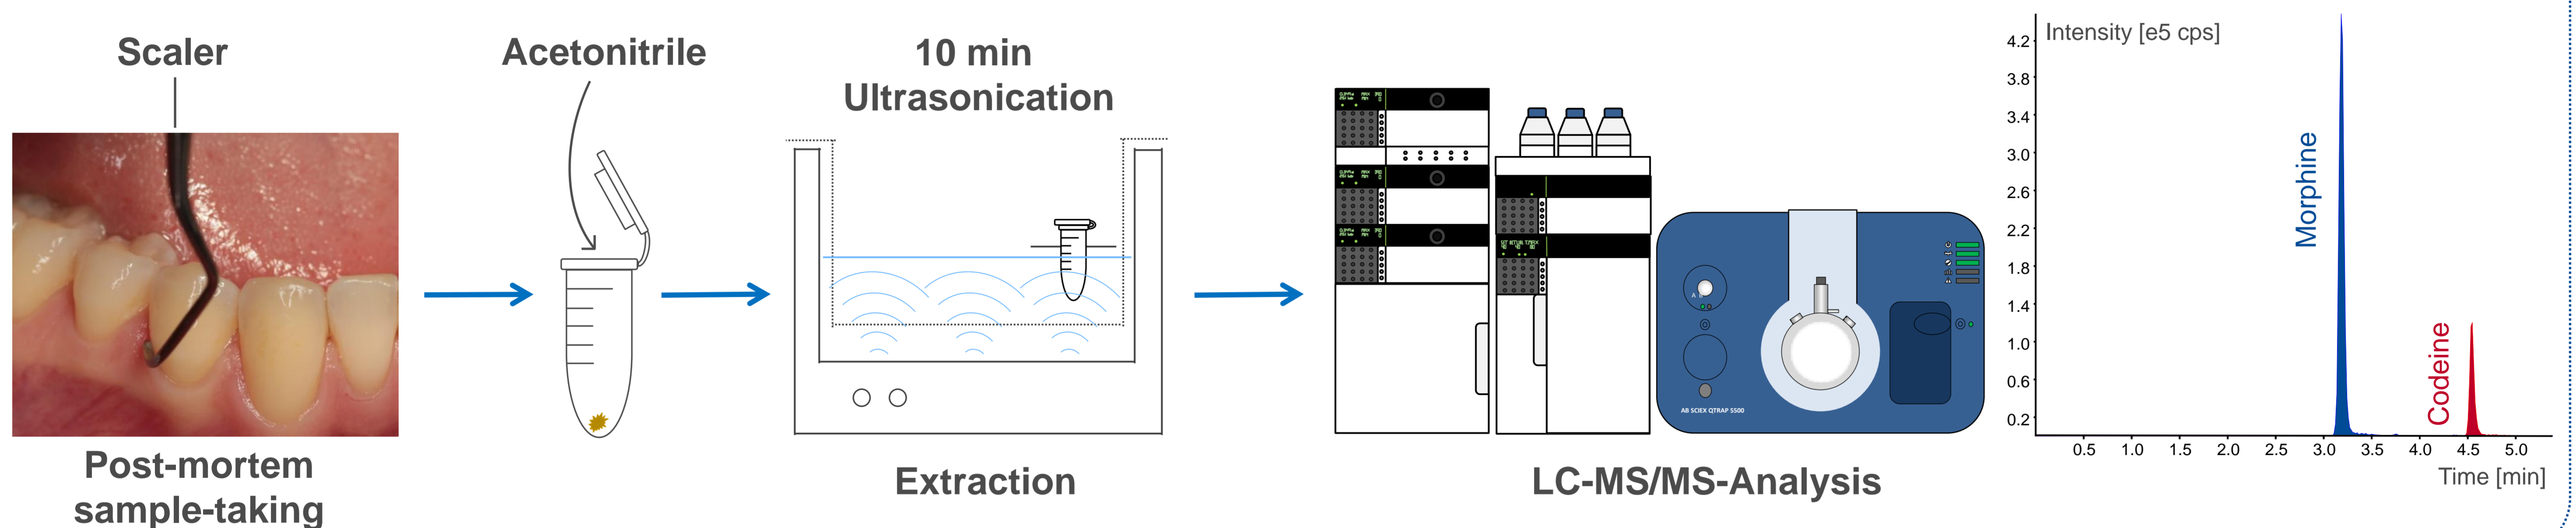 Scaler
Post-mortem
sample-taking
Acetonitrile
10 min
Ultrasonication
Extraction
AB SCIEX QTRAP 5500
LC-MS/MS-Analysis
Intensity [e5 cps]
4.2
3.8
3.4
3.0
2.6
2.2
1.8
1.4
1.0
0.6
0.2
Morphine
Codeine
0.5 1.0 1.5 2.0 2.5 3.0 3.5 4.0 4.5 5.0
Time [min]